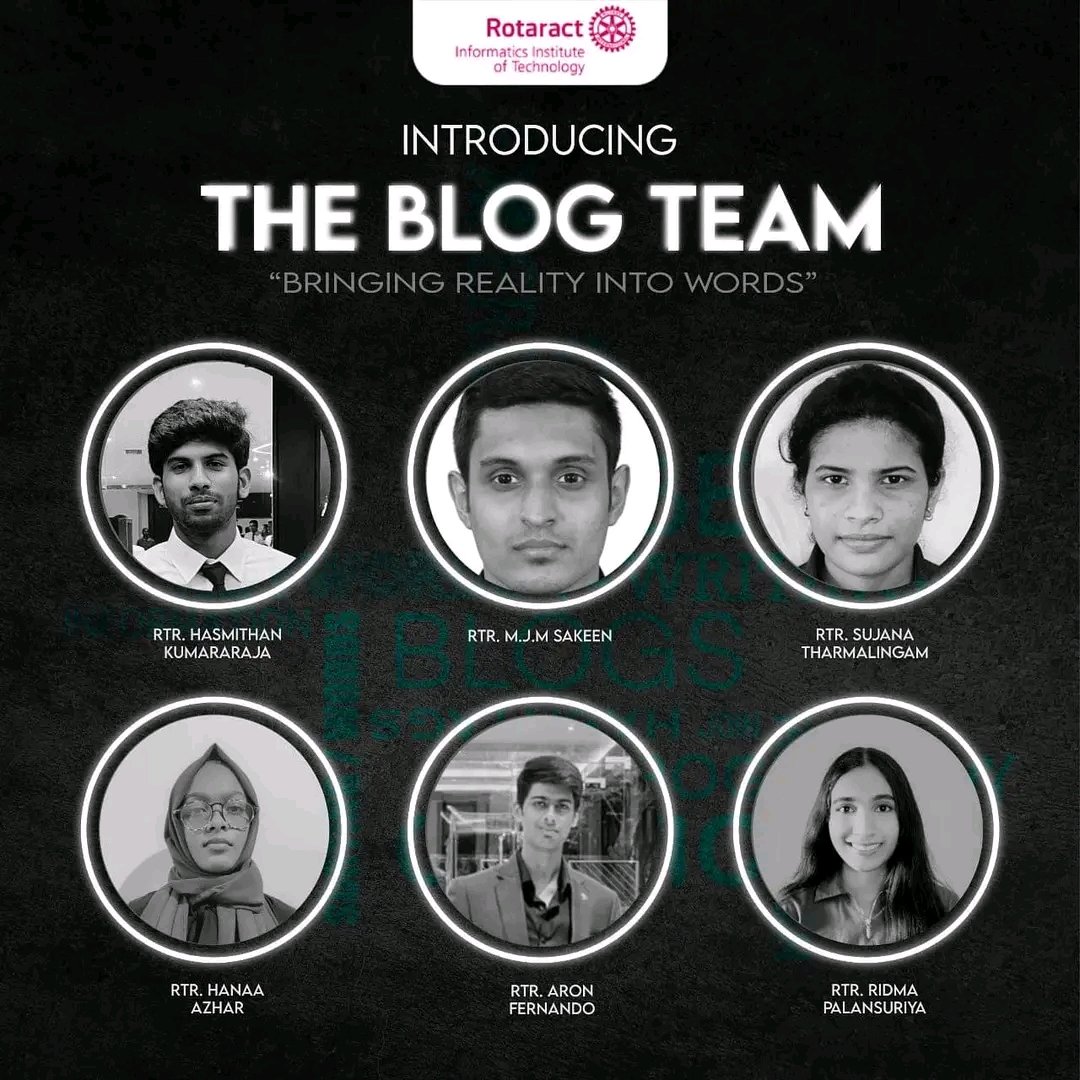 Rotaract
Informatics Institute
of Technology
INTRODUCING
THE BLOG TEAM
“BRINGING REALITY INTO WORDS”
RTR. HASMITHAN
KUMARARAJA
RTR. M.J.M SAKEEN
RTR. SUJANA
THARMALINGAM
WRITING
BLOGS
RTR. HANAA
AZHAR
RTR. ARON
FERNANDO
RTR. RIDMA
PALANSURIYA